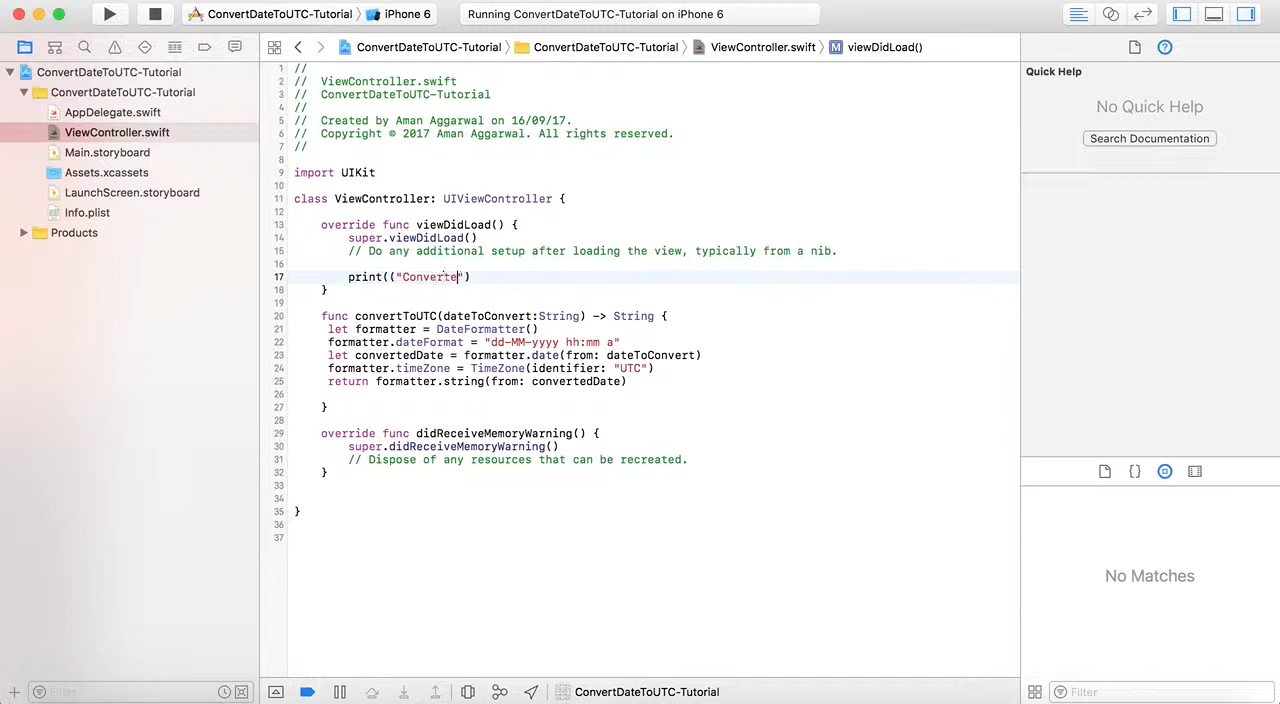 ConvertDateToUTC-Tutorial 〉 iPhone 6
Running ConvertDateToUTC-Tutorial on iPhone 6
ConvertDateToUTC-Tutorial 〉 ConvertDateToUTC-Tutorial 〉 ViewController.swift 〉 M viewDidLoad()
ConvertDateToUTC-Tutorial
ConvertDateToUTC-Tutorial
AppDelegate.swift
ViewController.swift
Main.storyboard
Assets.xcassets
LaunchScreen.storyboard
Info.plist
Products
Filter
1 //
2 //  ViewController.swift
3 //  ConvertDateToUTC-Tutorial
4 //
5 //  Created by Aman Aggarwal on 16/09/17.
6 //  Copyright © 2017 Aman Aggarwal. All rights reserved.
7 //
8
9 import UIKit
10
11 class ViewController: UIViewController {
12
13     override func viewDidLoad() {
14         super.viewDidLoad()
15         // Do any additional setup after loading the view, typically from a nib.
16
17         print(("Converte")
18     }
19
20     func convertToUTC(dateToConvert:String) -> String {
21      let formatter = DateFormatter()
22      formatter.dateFormat = "dd-MM-yyyy hh:mm a"
23      let convertedDate = formatter.date(from: dateToConvert)
24      formatter.timeZone = TimeZone(identifier: "UTC")
25      return formatter.string(from: convertedDate)
26
27     }
28
29     override func didReceiveMemoryWarning() {
30         super.didReceiveMemoryWarning()
31         // Dispose of any resources that can be recreated.
32     }
33
34
35 }
36
37
ConvertDateToUTC-Tutorial
Quick Help
No Quick Help
Search Documentation
{}
No Matches
Filter